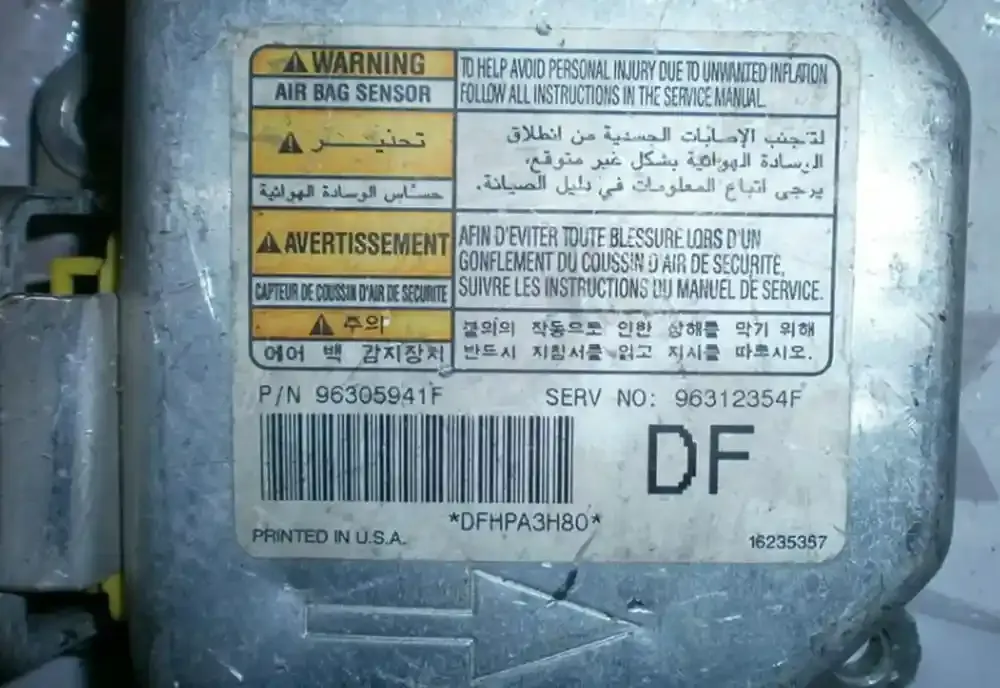 WARNING
AIR BAG SENSOR
TO HELP AVOID PERSONAL INJURY DUE TO UNWANTED INFLATION
FOLLOW ALL INSTRUCTIONS IN THE SERVICE MANUAL.
تحذير
حساس الوسادة الهوائية
لتجنب الإصابات الجسدية من انطلاق
الوسادة الهوائية بشكل غير متوقع،
يرجى اتباع المعلومات في دليل الصيانة.
AVERTISSEMENT
CAPTEUR DE COUSSIN D'AIR DE SECURITE
AFIN D'EVITER TOUTE BLESSURE LORS D'UN
GONFLEMENT DU COUSSIN D'AIR DE SECURITE,
SUIVRE LES INSTRUCTIONS DU MANUEL DE SERVICE.
주의
에어 백 감지장치
불의의 작동으로 인한 상해를 막기 위해
반드시 지침서를 읽고 지시를 따르시오.
P/N 96305941F
SERV NO: 96312354F
DF
*DFHPA3H80*
PRINTED IN U.S.A.
16235357